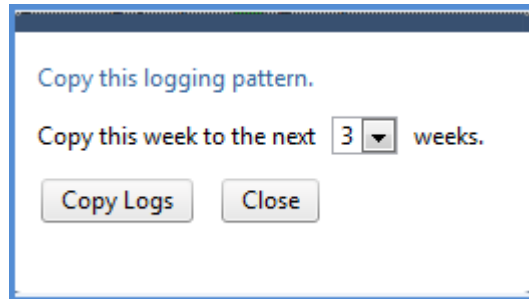 Copy this logging pattern.
Copy this week to the next 3 weeks.
Copy Logs Close